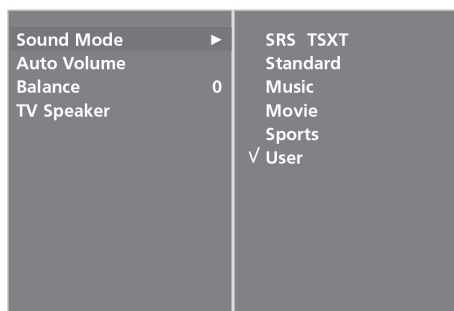 Sound Mode ►
Auto Volume
Balance 0
TV Speaker
SRS TSXT
Standard
Music
Movie
Sports
√ User